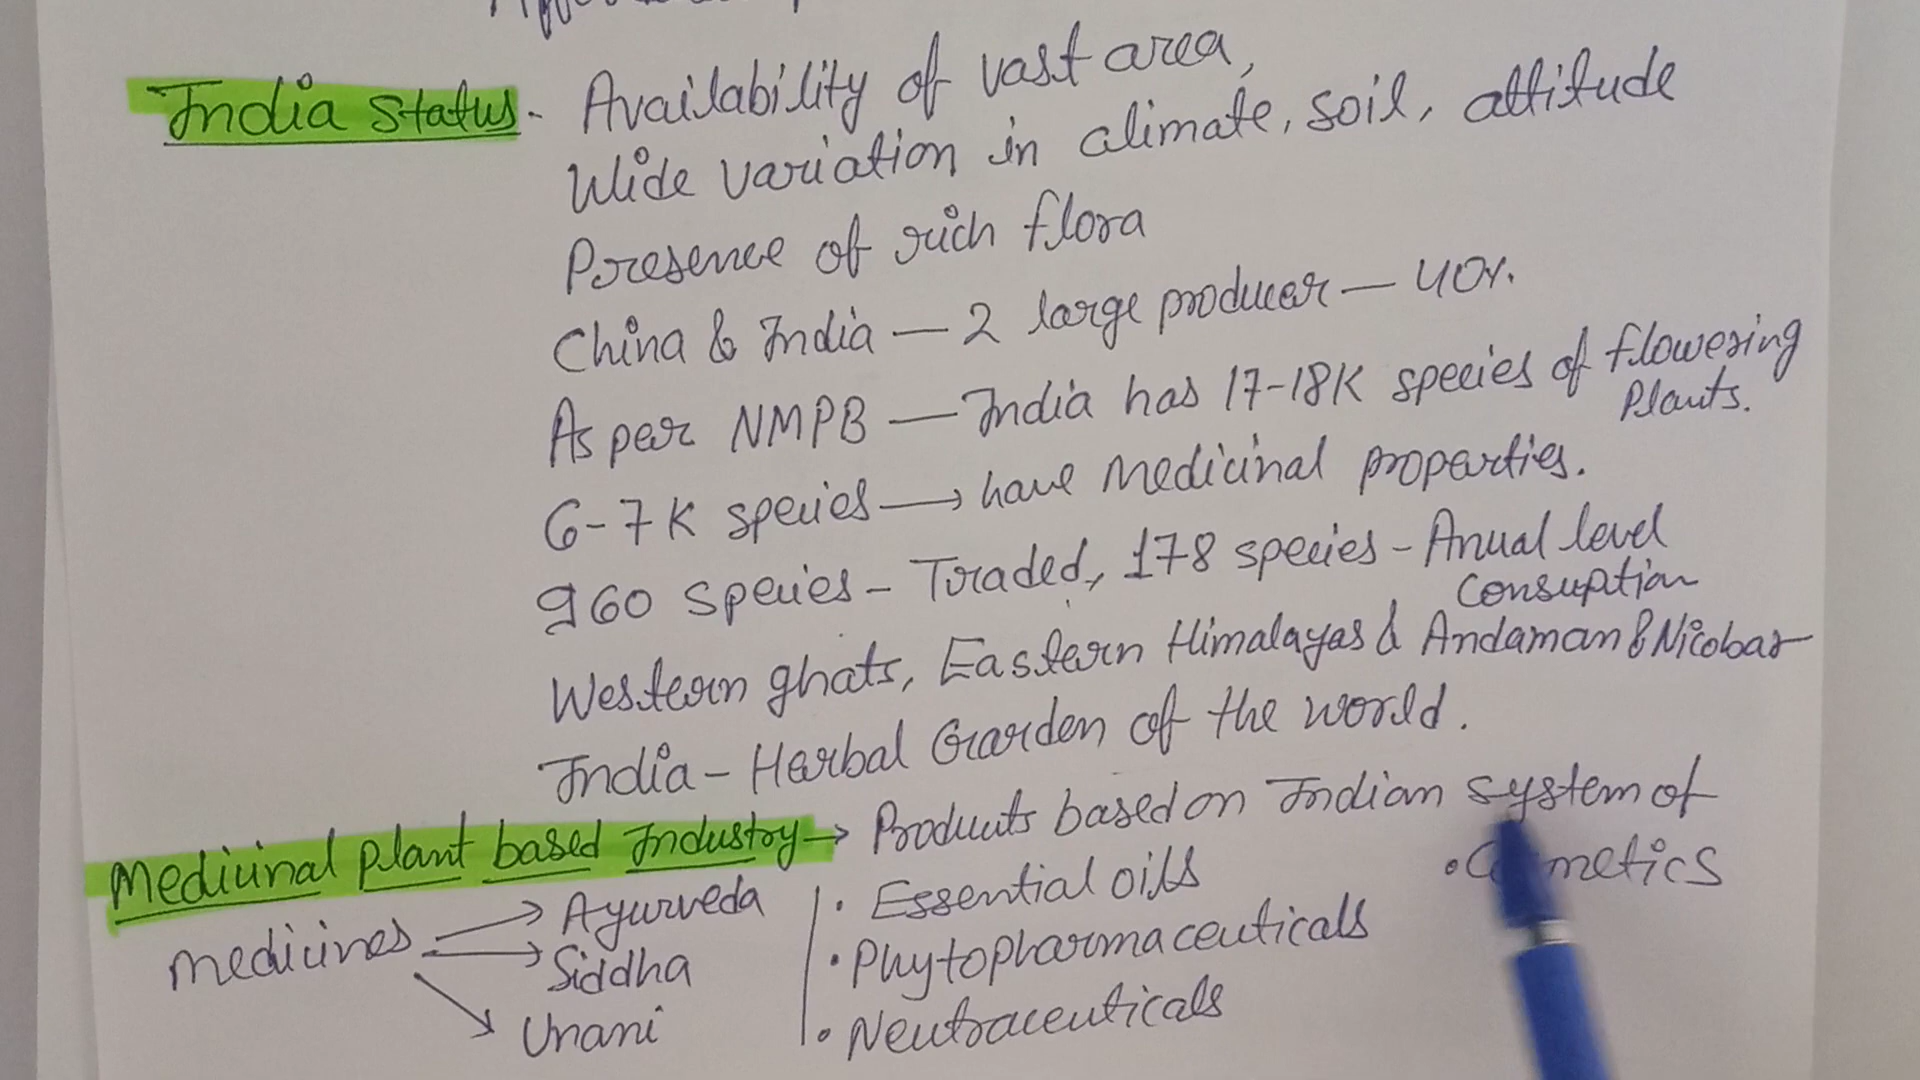 India Status - Availability of vast area,
Wide variation in climate, soil, altitude
Presence of rich flora
China & India — 2 large producer — 40%.
As per NMPB — India has 17-18K species of flowering
Plants.
6-7K species → have medicinal properties.
960 species - Traded, 178 species - Anual level
Consuption
Western ghats, Eastern Himalayas & Andaman & Nicobar
India - Herbal Garden of the world.
Medicinal plant based Industry → Products based on Indian system of
medicines → Ayurveda
→ Siddha
→ Unani
• Essential oils
• Phytopharmaceuticals
• Neutraceuticals